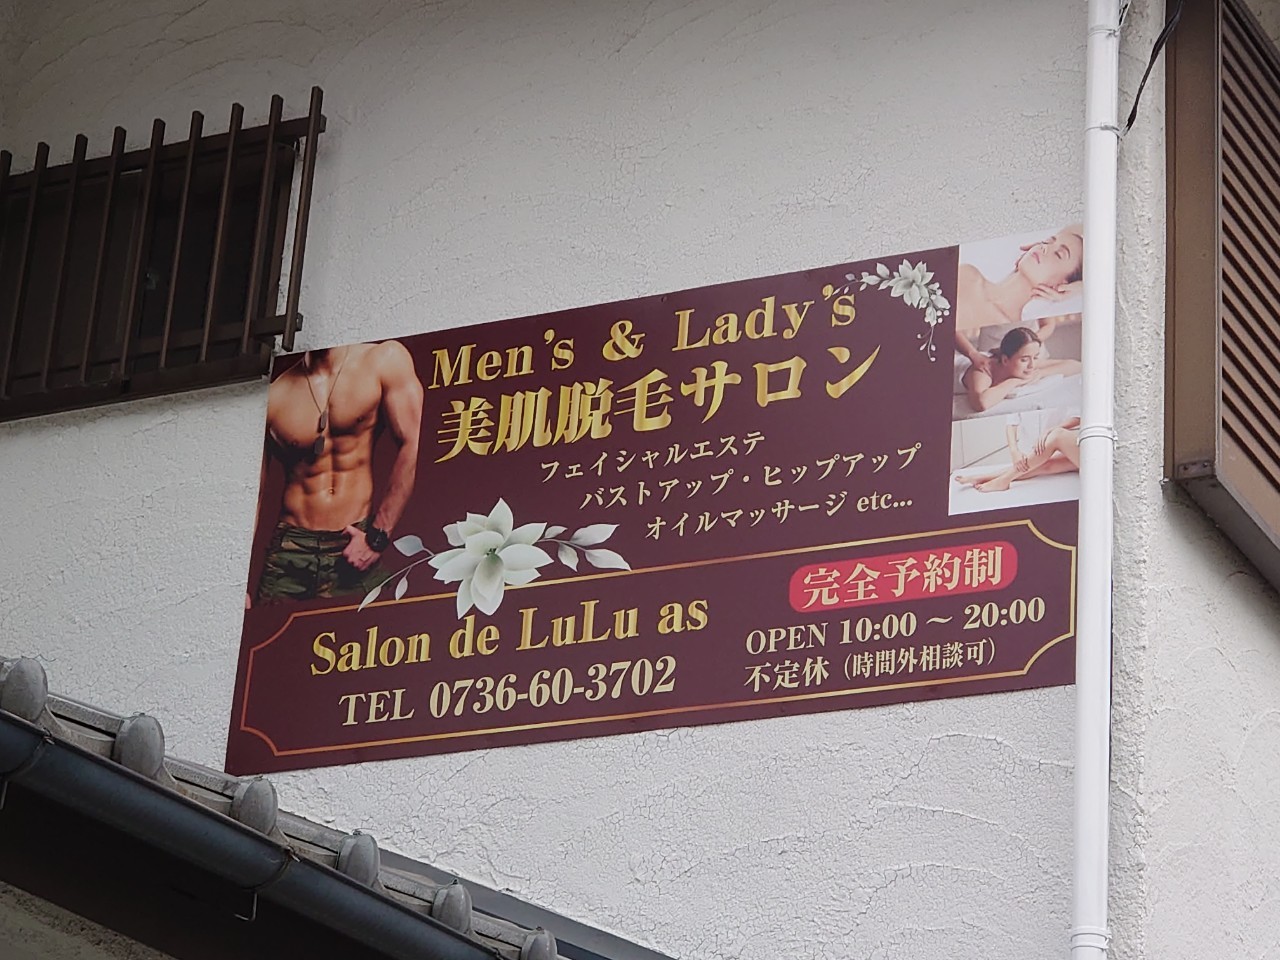 Men's & Lady's
美肌脱毛サロン
フェイシャルエステ
バストアップ・ヒップアップ
オイルマッサージ etc...
Salon de LuLu as
TEL 0736-60-3702
完全予約制
OPEN 10:00 ～ 20:00
不定休（時間外相談可）